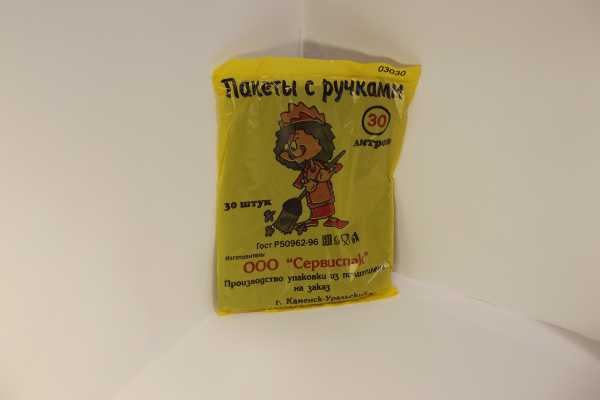 03030
Пакеты с ручками
30
литров
30 штук
Гост Р50962-96
Изготовитель:
ООО "Сервиспак"
Производство упаковки из полиэтилена
на заказ
г. Каменск-Уральский